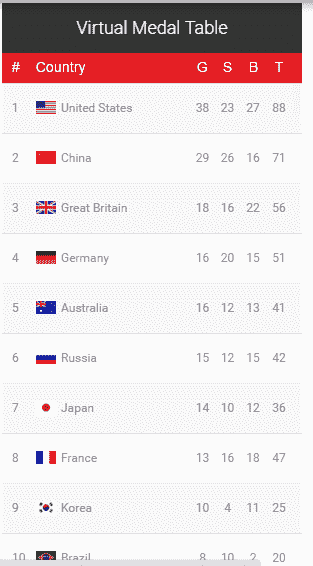 Virtual Medal Table
# Country G S B T
1 United States 38 23 27 88
2 China 29 26 16 71
3 Great Britain 18 16 22 56
4 Germany 16 20 15 51
5 Australia 16 12 13 41
6 Russia 15 12 15 42
7 Japan 14 10 12 36
8 France 13 16 18 47
9 Korea 10 4 11 25
10 Brazil 8 10 2 20